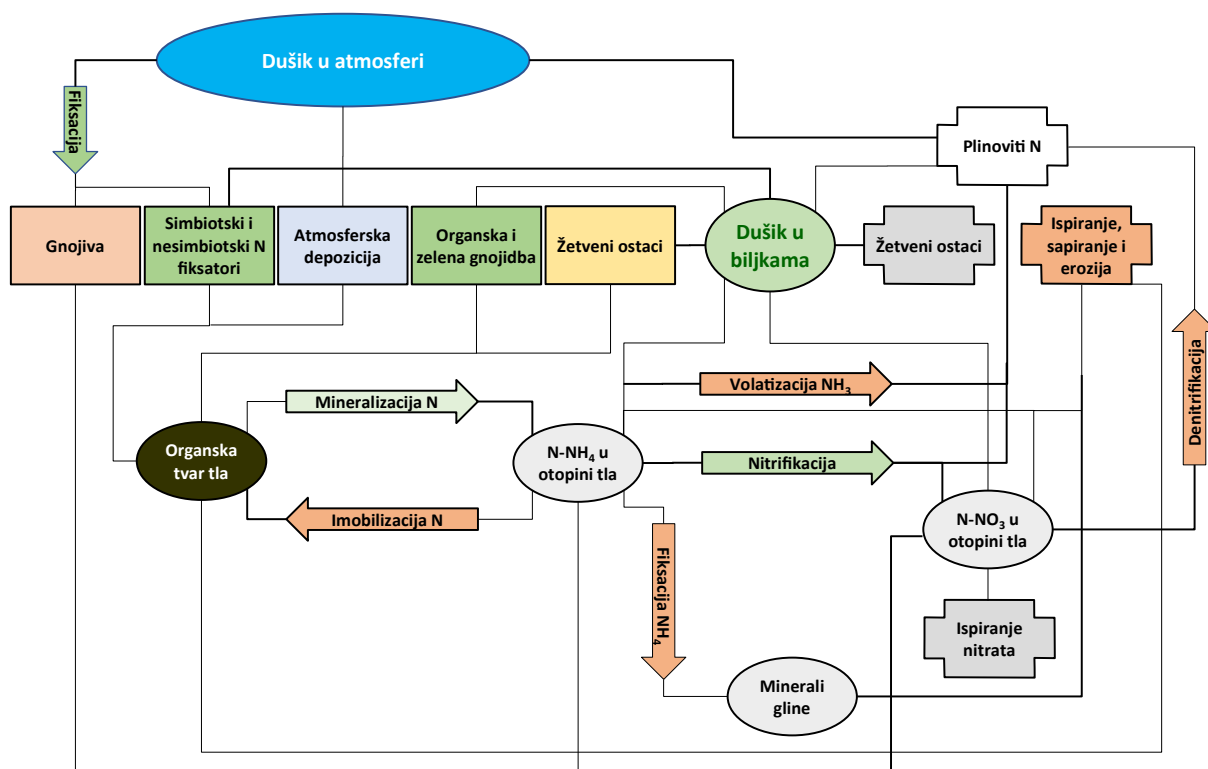 Dušik u atmosferi
Fiksacija
Plinoviti N
Gnojiva
Simbiotski i
nesimbiotski N
fiksatori
Atmosferska
depozicija
Organska i
zelena gnojidba
Žetveni ostaci
Dušik u
biljkama
Žetveni ostaci
Ispiranje,
sapiranje i
erozija
Volatizacija NH₃
Denitrifikacija
Mineralizacija N
Organska
tvar tla
N-NH₄ u
otopini tla
Nitrifikacija
Imobilizacija N
N-NO₃ u
otopini tla
Fiksacija NH₄
Ispiranje
nitrata
Minerali
gline